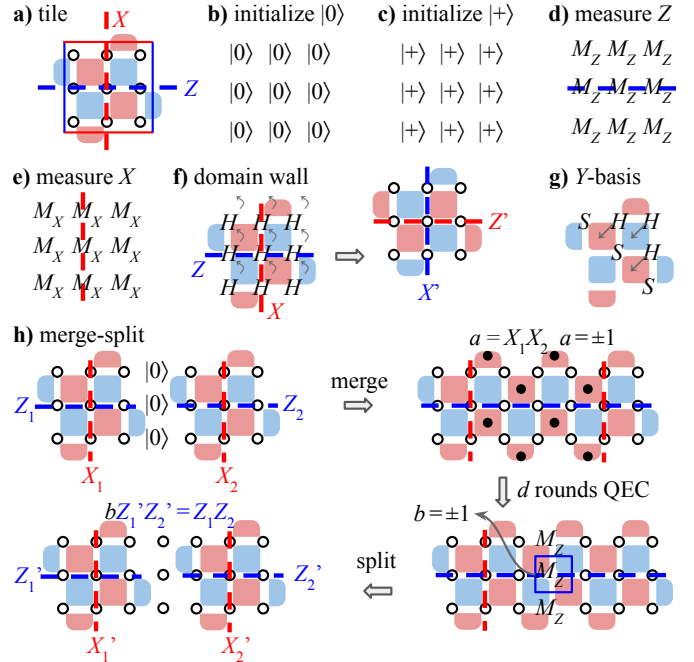 a) tile
X
Z
b) initialize |0⟩
|0⟩ |0⟩ |0⟩
|0⟩ |0⟩ |0⟩
|0⟩ |0⟩ |0⟩
c) initialize |+⟩
|+⟩ |+⟩ |+⟩
|+⟩ |+⟩ |+⟩
|+⟩ |+⟩ |+⟩
d) measure Z
M_Z M_Z M_Z
M_Z M_Z M_Z
M_Z M_Z M_Z
e) measure X
M_X M_X M_X
M_X M_X M_X
M_X M_X M_X
f) domain wall
H H H
H H H
H H H
Z
X
Z'
X'
g) Y-basis
S H H
S H
S
h) merge-split
|0⟩
|0⟩
|0⟩
Z_1
Z_2
X_1
X_2
merge
a = X_1X_2 a = ±1
d rounds QEC
b = ±1
M_Z
M_Z
M_Z
split
bZ_1'Z_2' = Z_1Z_2
Z_1'
Z_2'
X_1'
X_2'